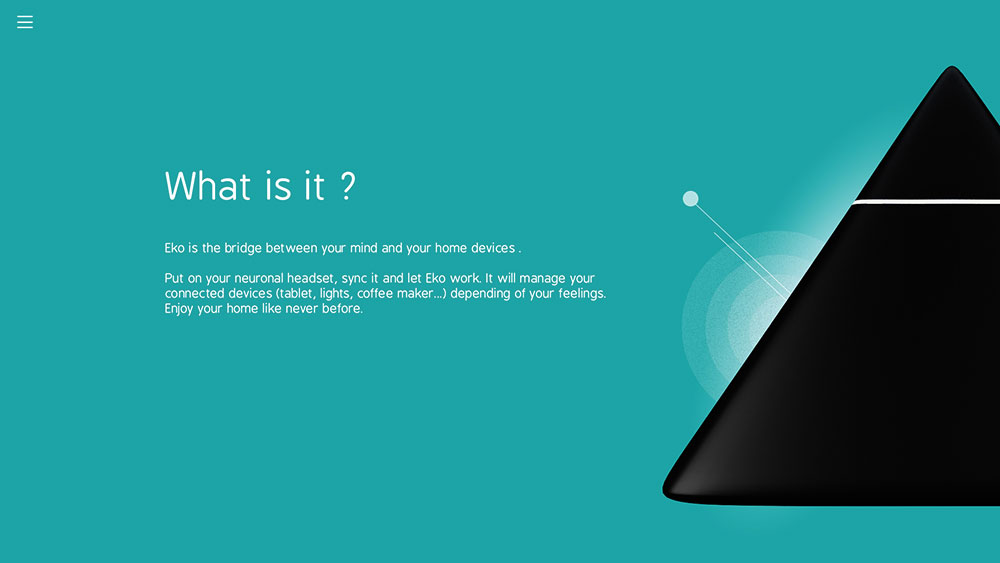 What is it ?
Eko is the bridge between your mind and your home devices .
Put on your neuronal headset, sync it and let Eko work. It will manage your
connected devices (tablet, lights, coffee maker...) depending of your feelings.
Enjoy your home like never before.